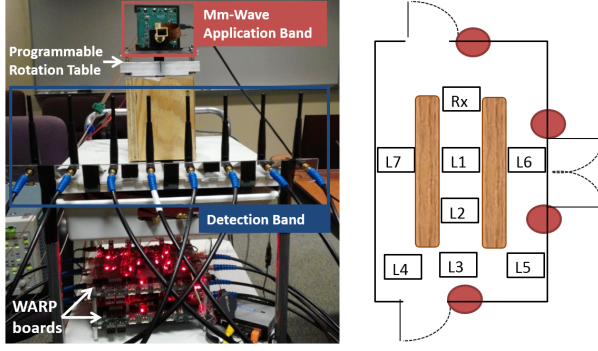 Mm-Wave
Application Band
Programmable
Rotation Table
Detection Band
WARP
boards
Rx
L7
L1
L6
L2
L4
L3
L5